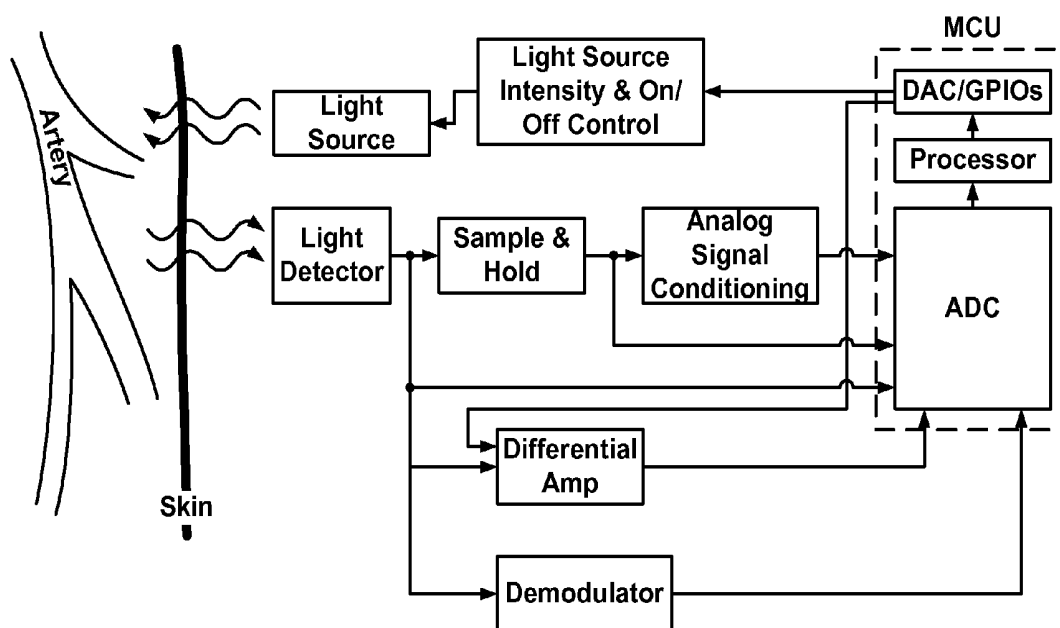 MCU
Light Source
Intensity & On/
Off Control
DAC/GPIOs
Light
Source
Artery
Processor
Light
Detector
Sample &
Hold
Analog
Signal
Conditioning
ADC
Differential
Amp
Skin
Demodulator